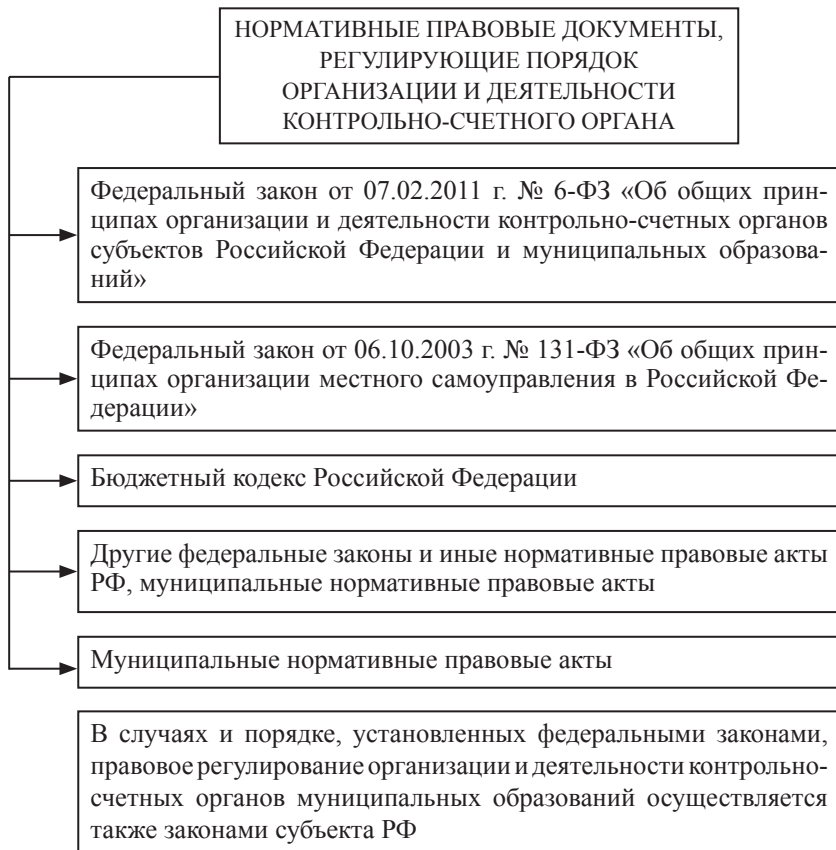 НОРМАТИВНЫЕ ПРАВОВЫЕ ДОКУМЕНТЫ,
РЕГУЛИРУЮЩИЕ ПОРЯДОК
ОРГАНИЗАЦИИ И ДЕЯТЕЛЬНОСТИ
КОНТРОЛЬНО-СЧЕТНОГО ОРГАНА
Федеральный закон от 07.02.2011 г. № 6-ФЗ «Об общих прин-
ципах организации и деятельности контрольно-счетных органов
субъектов Российской Федерации и муниципальных образова-
ний»
Федеральный закон от 06.10.2003 г. № 131-ФЗ «Об общих прин-
ципах организации местного самоуправления в Российской Фе-
дерации»
Бюджетный кодекс Российской Федерации
Другие федеральные законы и иные нормативные правовые акты
РФ, муниципальные нормативные правовые акты
Муниципальные нормативные правовые акты
В случаях и порядке, установленных федеральными законами,
правовое регулирование организации и деятельности контрольно-
счетных органов муниципальных образований осуществляется
также законами субъекта РФ